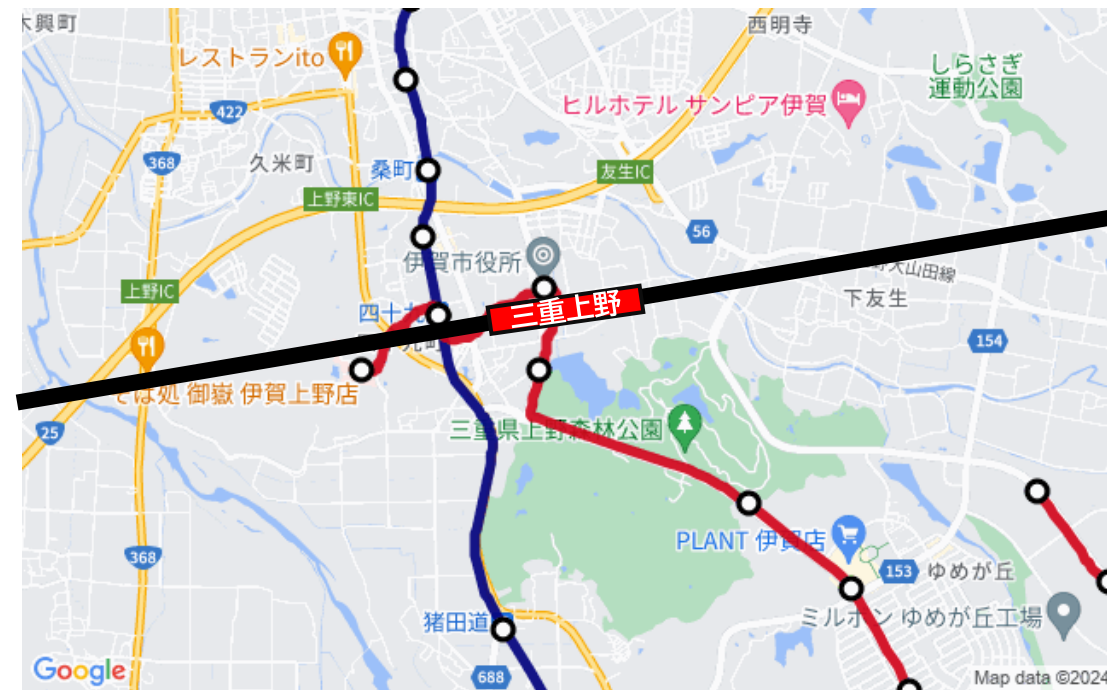 木興町
西明寺
レストランito
しらさぎ
運動公園
ヒルホテル サンピア伊賀
422
368
久米町
桑町
友生IC
上野東IC
56
伊賀市役所
上野IC
四十九
三重上野
下友生
154
そば処 御嶽 伊賀上野店
25
三重県上野森林公園
PLANT 伊賀店
368
153
ゆめが丘
ミルボン ゆめが丘工場
猪田道
688
Google
Map data ©2024